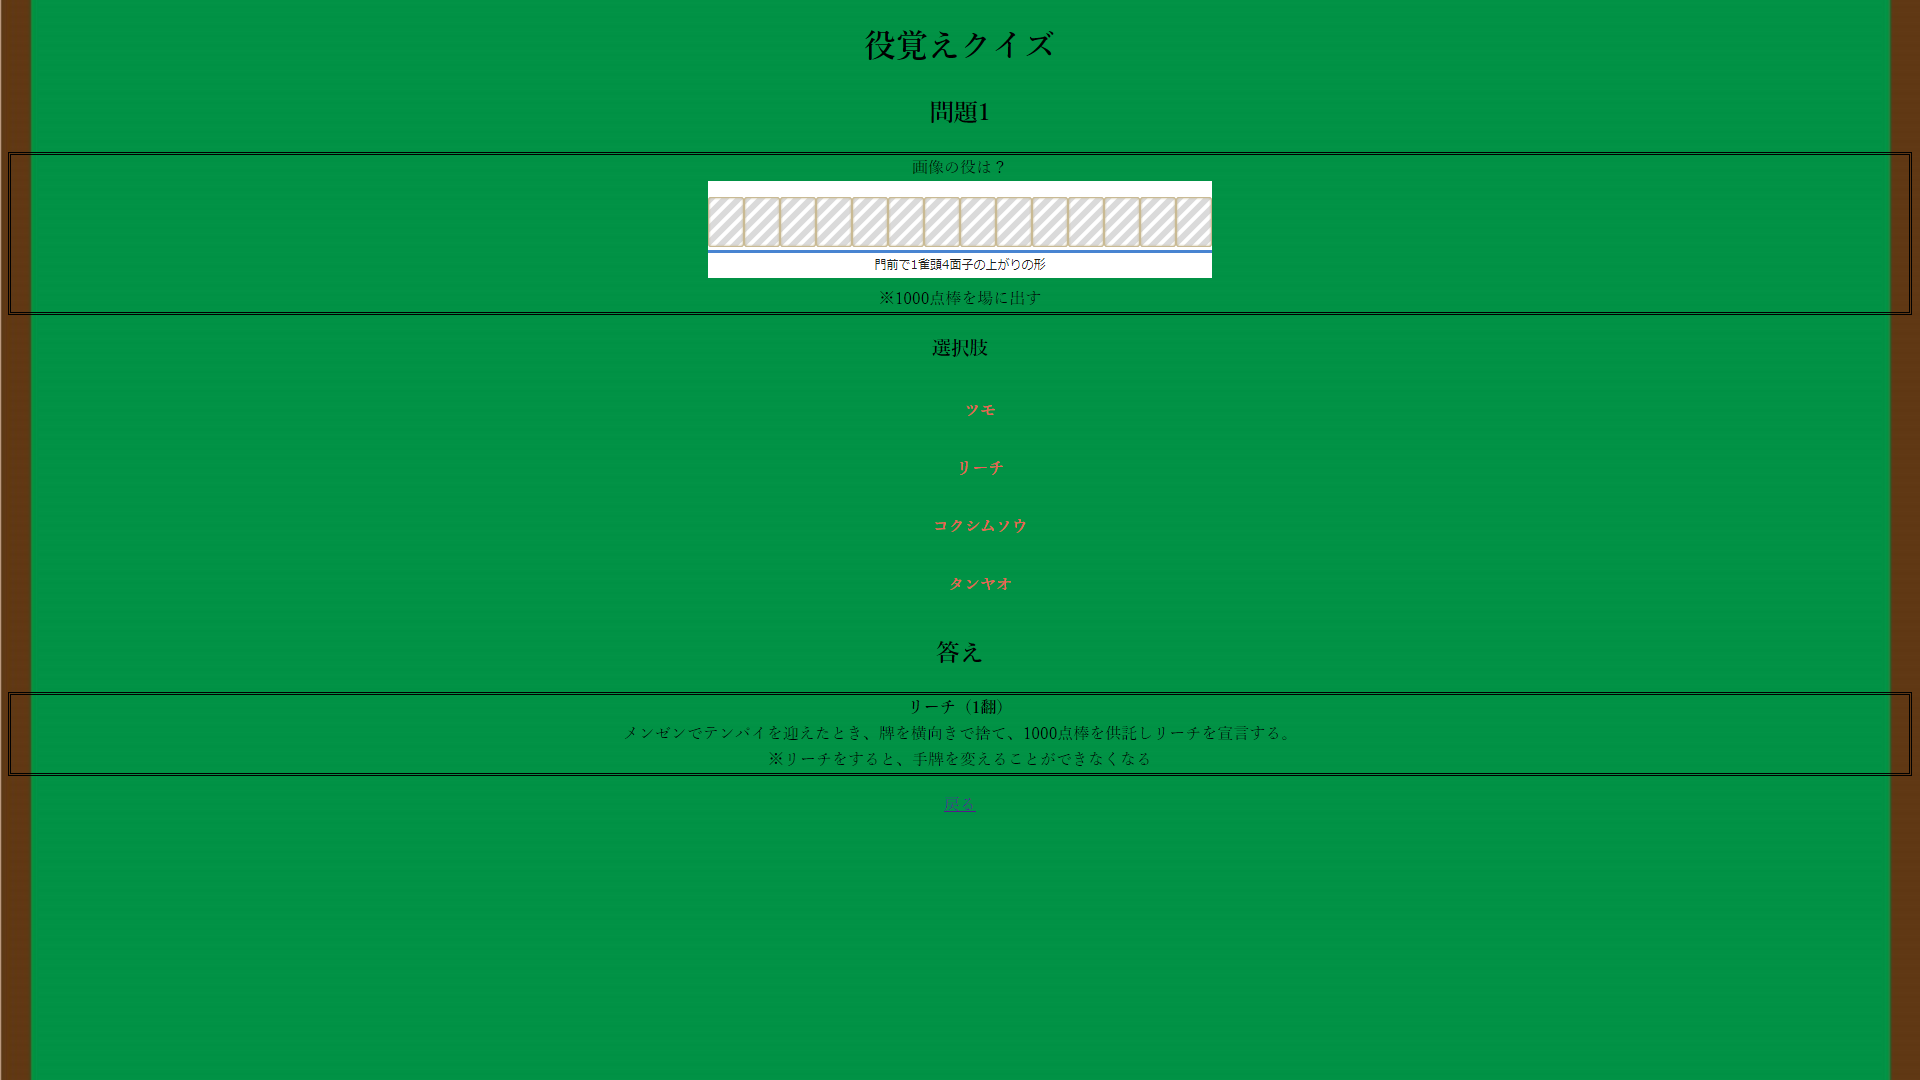 役覚えクイズ
問題1
画像の役は？
門前で1雀頭4面子の上がりの形
※1000点棒を場に出す
選択肢
ツモ
リーチ
コクシムソウ
タンヤオ
答え
リーチ（1翻）
メンゼンでテンパイを迎えたとき、牌を横向きで捨て、1000点棒を供託しリーチを宣言する。
※リーチをすると、手牌を変えることができなくなる
戻る